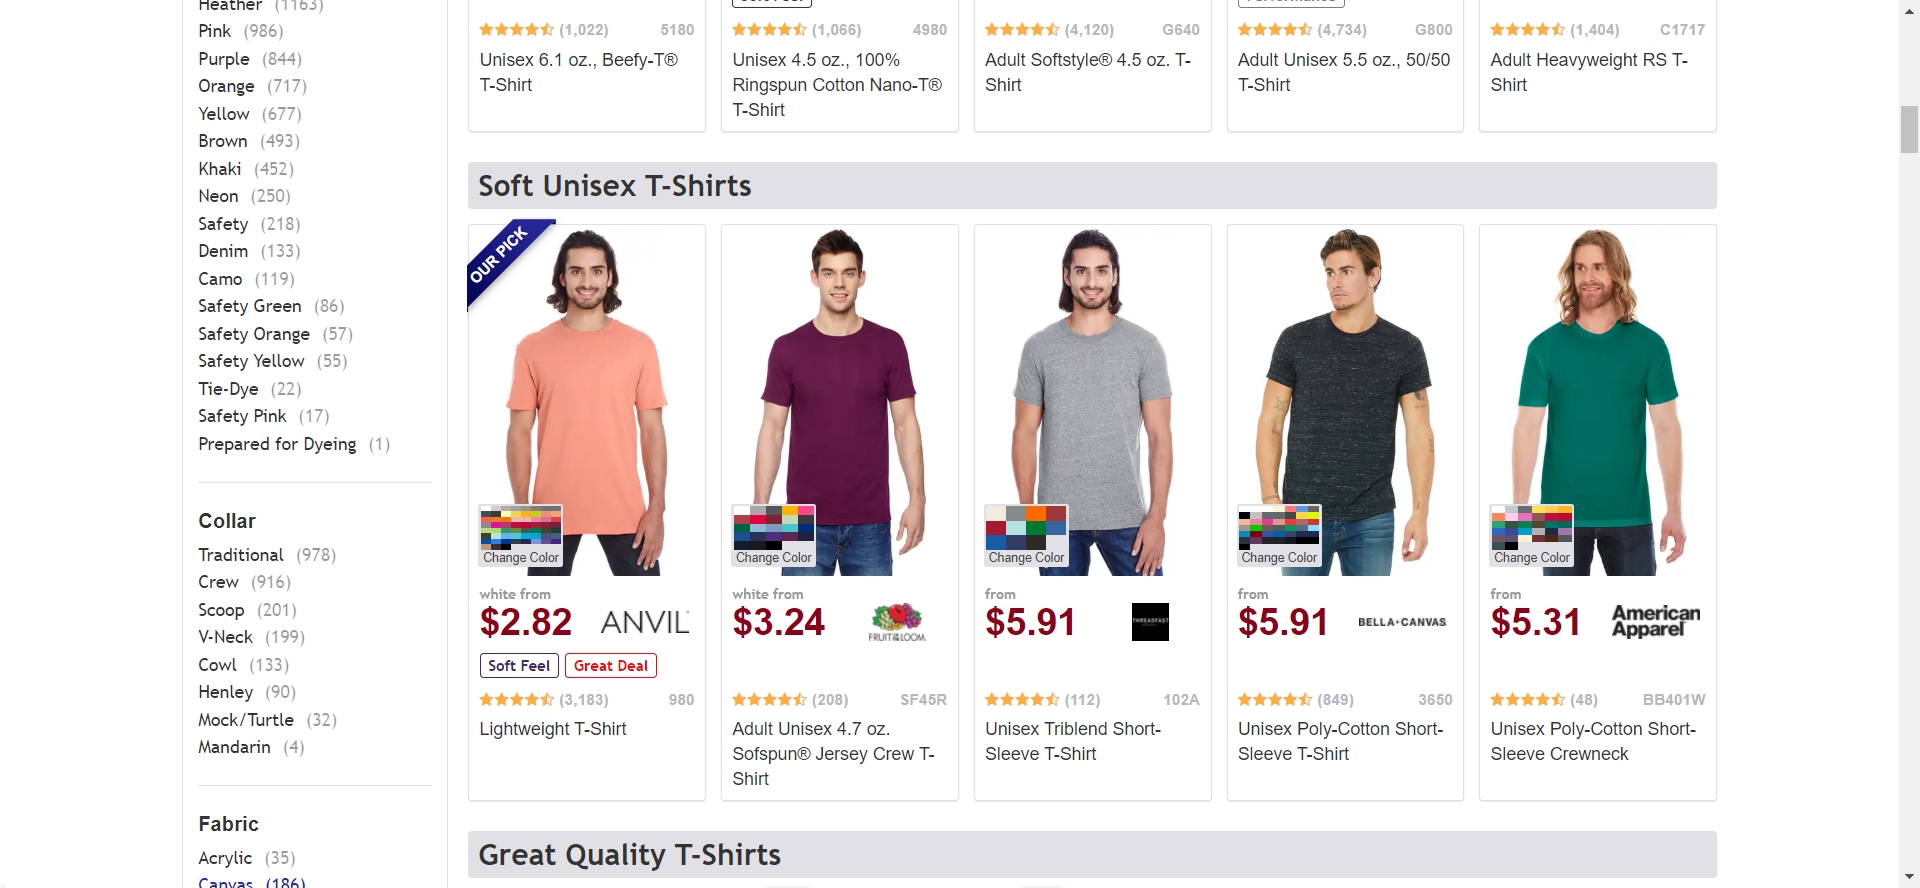 Heather (1163)
Pink (986)
Purple (844)
Orange (717)
Yellow (677)
Brown (493)
Khaki (452)
Neon (250)
Safety (218)
Denim (133)
Camo (119)
Safety Green (86)
Safety Orange (57)
Safety Yellow (55)
Tie-Dye (22)
Safety Pink (17)
Prepared for Dyeing (1)
Collar
Traditional (978)
Crew (916)
Scoop (201)
V-Neck (199)
Cowl (133)
Henley (90)
Mock/Turtle (32)
Mandarin (4)
Fabric
Acrylic (35)
Canvas (186)
(1,022) 5180
Unisex 6.1 oz., Beefy-T®
T-Shirt
(1,066) 4980
Unisex 4.5 oz., 100%
Ringspun Cotton Nano-T®
T-Shirt
(4,120) G640
Adult Softstyle® 4.5 oz. T-
Shirt
(4,734) G800
Adult Unisex 5.5 oz., 50/50
T-Shirt
(1,404) C1717
Adult Heavyweight RS T-
Shirt
Soft Unisex T-Shirts
OUR PICK
Change Color
white from
$2.82 ANVIL
Soft Feel Great Deal
(3,183) 980
Lightweight T-Shirt
Change Color
white from
$3.24 FRUIT OF THE LOOM
(208) SF45R
Adult Unisex 4.7 oz.
Sofspun® Jersey Crew T-
Shirt
Change Color
from
$5.91 THREADFAST
(112) 102A
Unisex Triblend Short-
Sleeve T-Shirt
Change Color
from
$5.91 BELLA+CANVAS
(849) 3650
Unisex Poly-Cotton Short-
Sleeve T-Shirt
Change Color
from
$5.31 American
Apparel
(48) BB401W
Unisex Poly-Cotton Short-
Sleeve Crewneck
Great Quality T-Shirts